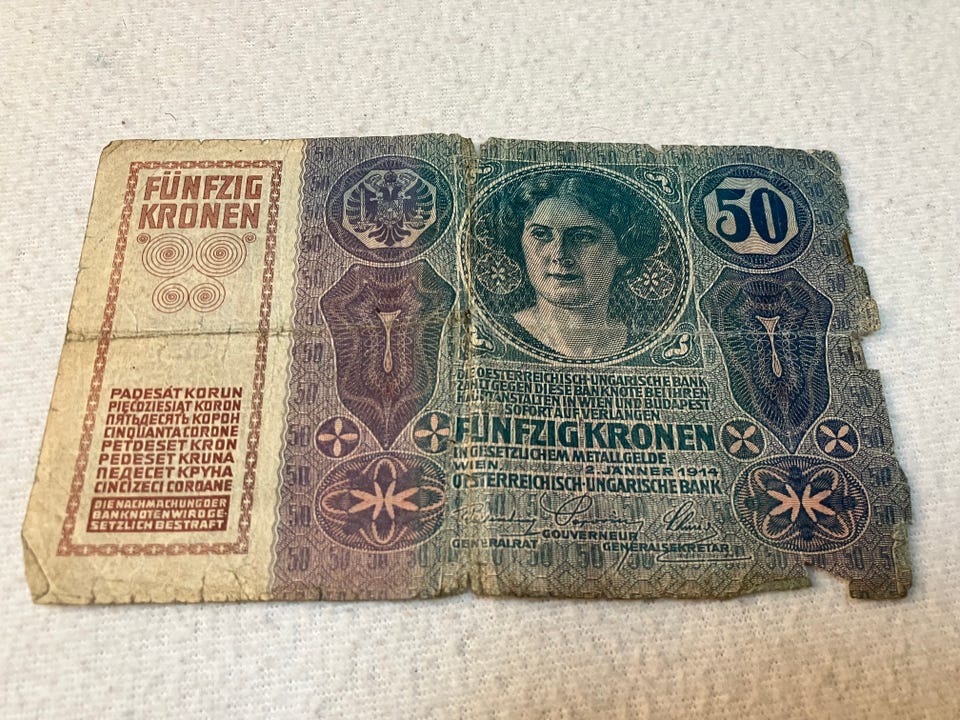 FÜNFZIG
KRONEN
PADESÁT KORUN
PIĘĆDZIESIĄT KORON
ПЯТЬДЕСЯТЬ КОРОН
CINQUANTA CORONE
PETDESET KRON
PEDESET KRUNA
ПЕДЕСЕТ КРУНА
CINCIZECI COROANE
DIE NACHMACHUNG DER
BANKNOTEN WIRD GE-
SETZLICH BESTRAFT
50
DIE OESTERREICHISCH-UNGARISCHE BANK
ZAHLT GEGEN DIESE BANKNOTE BEI IHREN
HAUPTANSTALTEN IN WIEN UND BUDAPEST
SOFORT AUF VERLANGEN
FÜNFZIG KRONEN
IN GESETZLICHEM METALLGELDE
WIEN, 2. JÄNNER 1914
OESTERREICHISCH-UNGARISCHE BANK
GOUVERNEUR
GENERALRAT GENERALSEKRETÄR